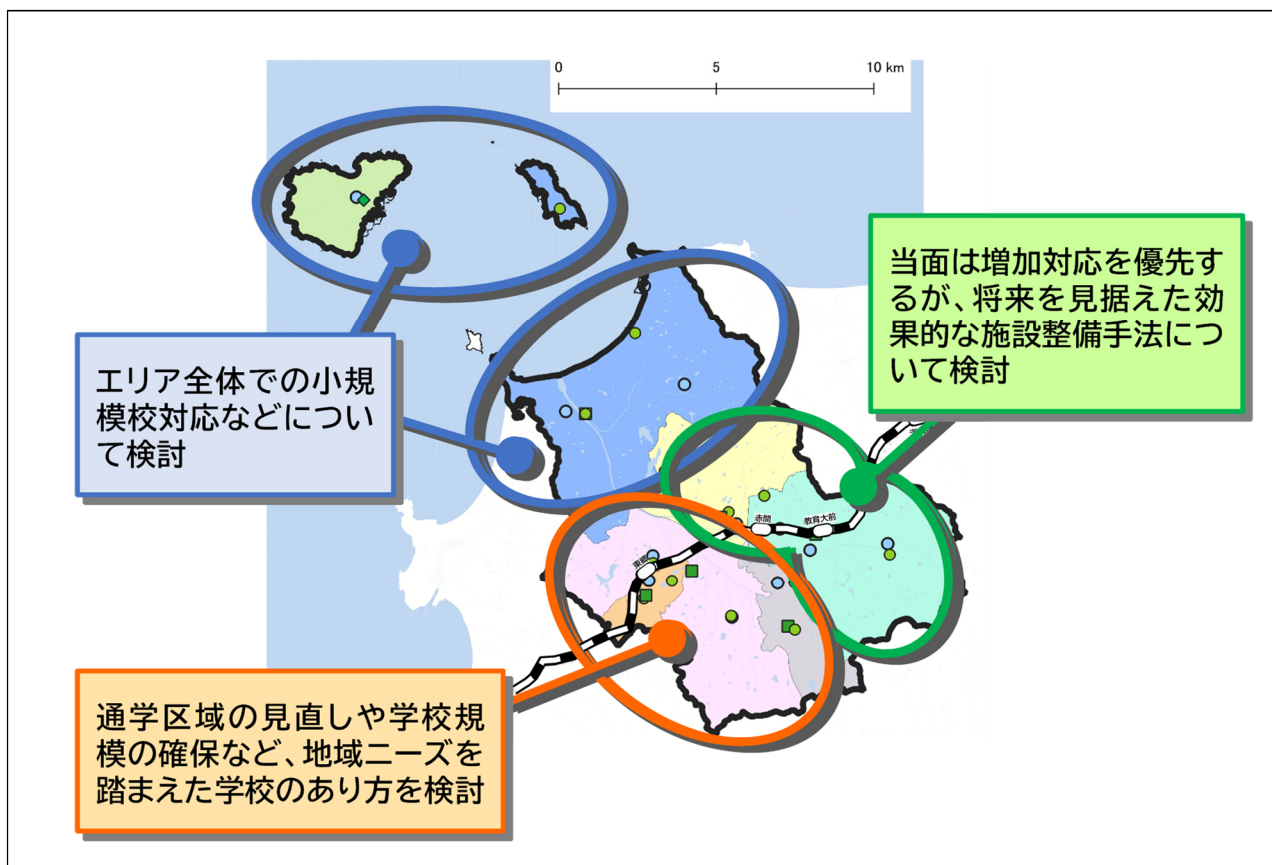 0 5 10 km
当面は増加対応を優先す
るが、将来を見据えた効
果的な施設整備手法につ
いて検討
エリア全体での小規
模校対応などについ
て検討
赤間
教育大前
東郷
通学区域の見直しや学校規
模の確保など、地域ニーズを
踏まえた学校のあり方を検討